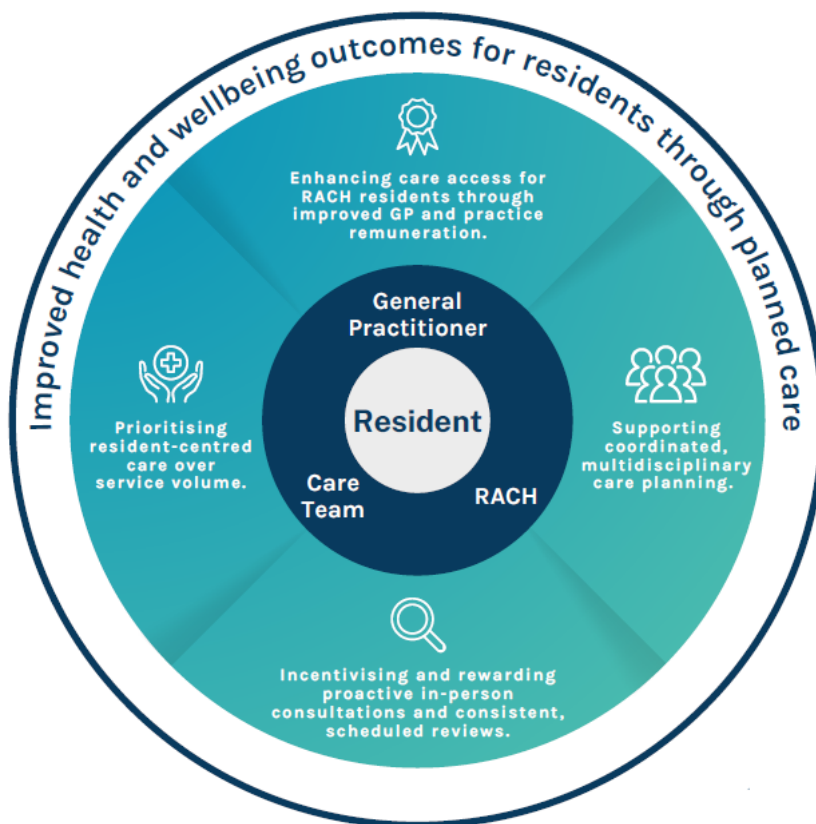 Improved health and wellbeing outcomes for residents through planned care
Enhancing care access for
RACH residents through
improved GP and practice
remuneration.
General
Practitioner
Resident
Care
Team
RACH
Prioritising
resident-centred
care over
service volume.
Supporting
coordinated,
multidisciplinary
care planning.
Incentivising and rewarding
proactive in-person
consultations and consistent,
scheduled reviews.